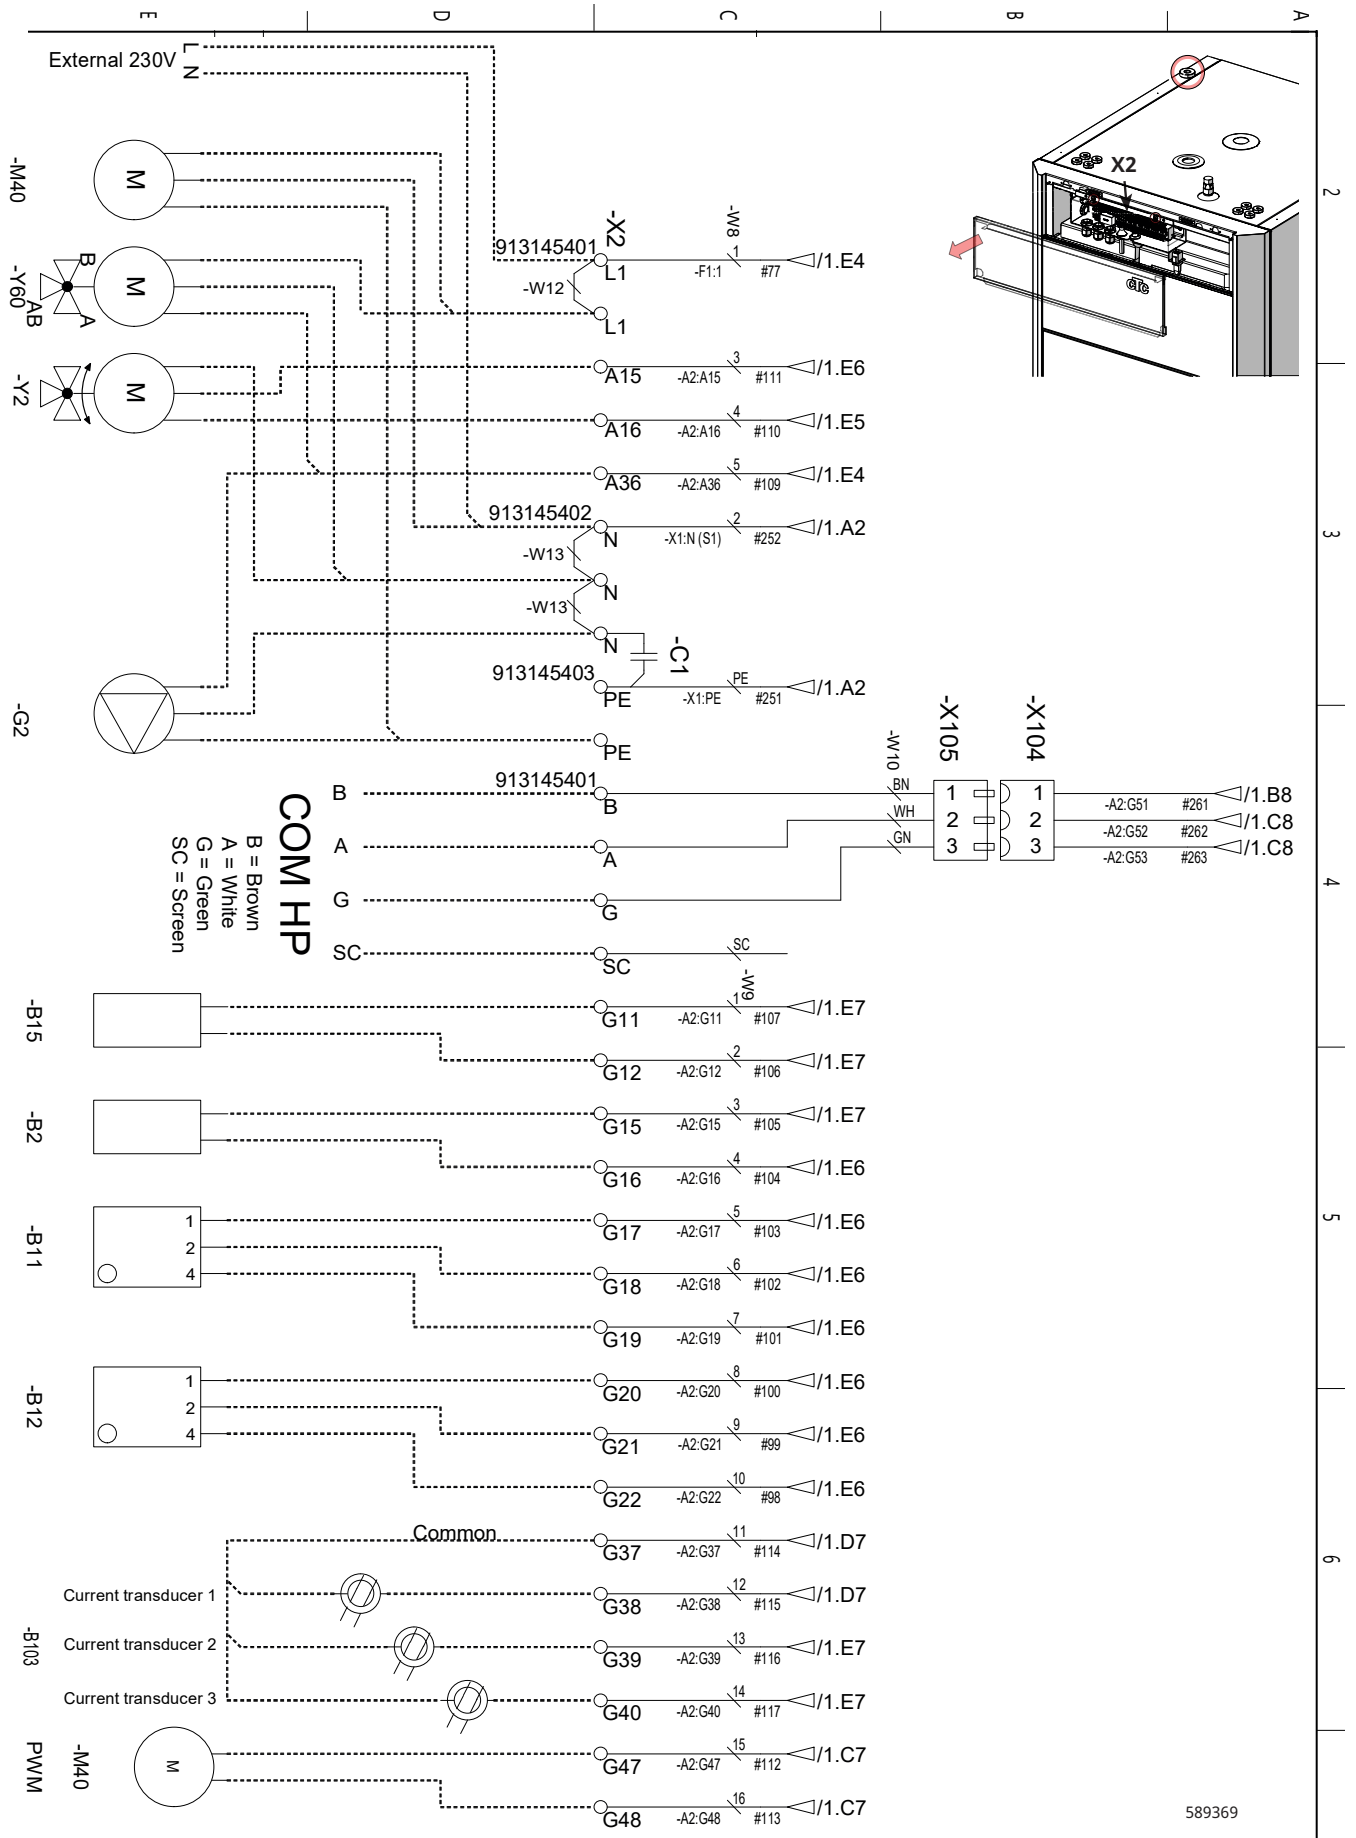 E D C B A
External 230V
L
N
X2
2
-M40
M
-X2
-W8
913145401
L1
-F1:1
1
#77
/1.E4
B
-Y60
AB
A
M
-W12
L1
cTc
-Y2
M
A15
-A2:A15
3
#111
/1.E6
A16
-A2:A16
4
#110
/1.E5
A36
-A2:A36
5
#109
/1.E4
913145402
N
-X1:N (S1)
2
#252
/1.A2
3
-W13
N
-W13
N
-C1
913145403
PE
-X1:PE
PE
#251
/1.A2
-G2
PE
-W10
-X105
-X104
B
913145401
B
BN
1
1
-A2:G51
#261
/1.B8
WH
2
2
-A2:G52
#262
/1.C8
A
A
GN
3
3
-A2:G53
#263
/1.C8
G
G
4
SC
SC
SC
COM HP
B = Brown
A = White
G = Green
SC = Screen
-W9
-B15
G11
-A2:G11
1
#107
/1.E7
G12
-A2:G12
2
#106
/1.E7
-B2
G15
-A2:G15
3
#105
/1.E7
G16
-A2:G16
4
#104
/1.E6
-B11
1
2
4
G17
-A2:G17
5
#103
/1.E6
5
G18
-A2:G18
6
#102
/1.E6
G19
-A2:G19
7
#101
/1.E6
-B12
1
2
4
G20
-A2:G20
8
#100
/1.E6
G21
-A2:G21
9
#99
/1.E6
G22
-A2:G22
10
#98
/1.E6
Common
G37
-A2:G37
11
#114
/1.D7
6
-B103
Current transducer 1
G38
-A2:G38
12
#115
/1.D7
Current transducer 2
G39
-A2:G39
13
#116
/1.E7
Current transducer 3
G40
-A2:G40
14
#117
/1.E7
PWM
-M40
M
G47
-A2:G47
15
#112
/1.C7
G48
-A2:G48
16
#113
/1.C7
589369